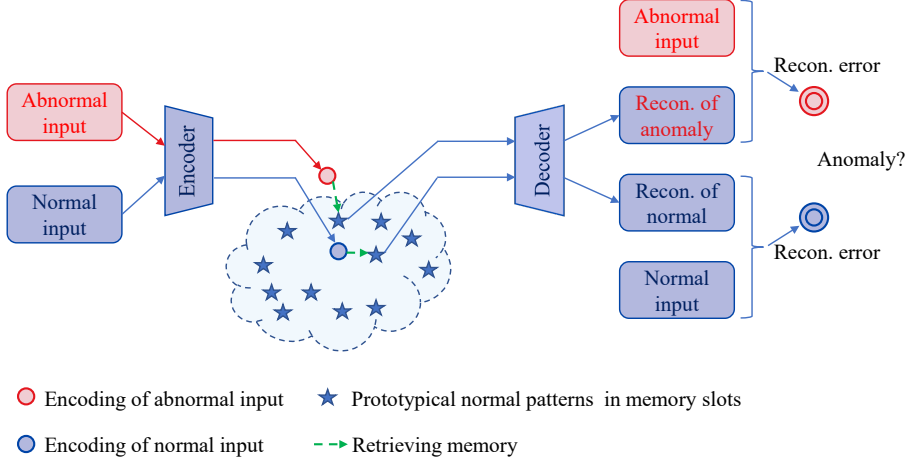 Abnormal
input
Recon. error
Abnormal
input
Recon. of
anomaly
Encoder
Decoder
Anomaly?
Normal
input
Recon. of
normal
Recon. error
Normal
input
Encoding of abnormal input
Prototypical normal patterns in memory slots
Encoding of normal input
Retrieving memory